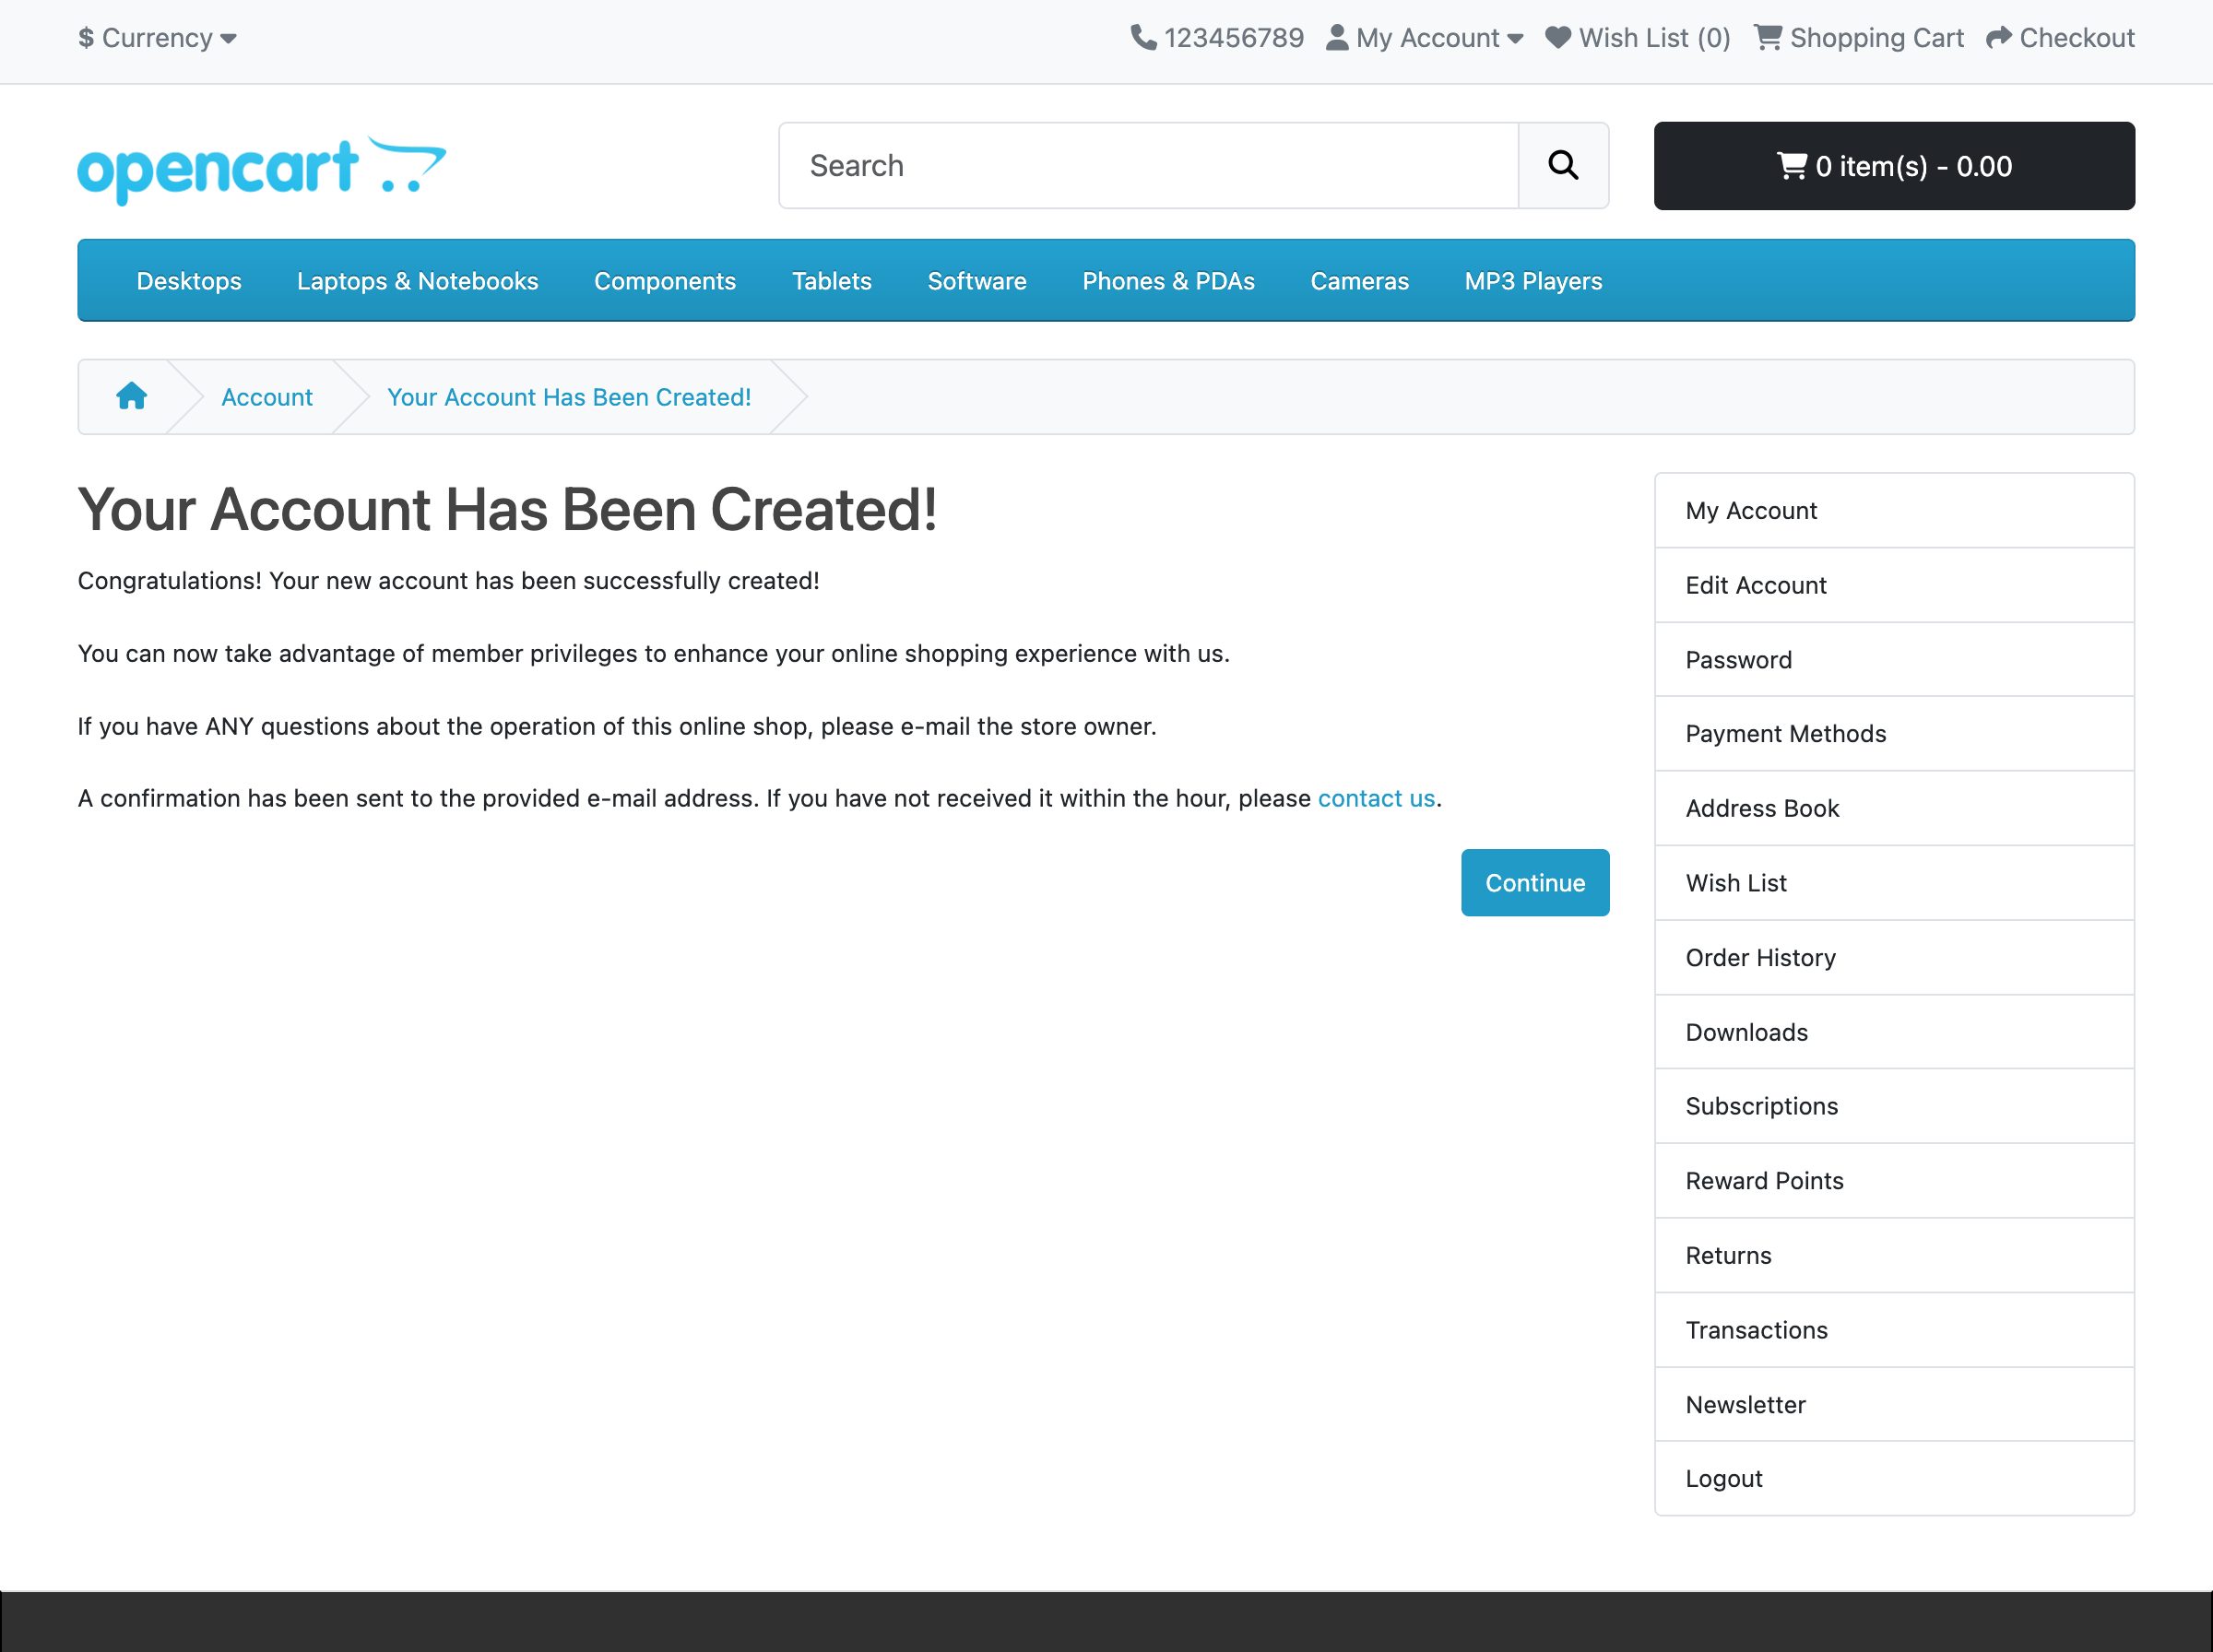 $ Currency
123456789 My Account Wish List (0) Shopping Cart Checkout
opencart
Search
0 item(s) - 0.00
Desktops Laptops & Notebooks Components Tablets Software Phones & PDAs Cameras MP3 Players
Account Your Account Has Been Created!
Your Account Has Been Created!
Congratulations! Your new account has been successfully created!
You can now take advantage of member privileges to enhance your online shopping experience with us.
If you have ANY questions about the operation of this online shop, please e-mail the store owner.
A confirmation has been sent to the provided e-mail address. If you have not received it within the hour, please contact us.
Continue
My Account
Edit Account
Password
Payment Methods
Address Book
Wish List
Order History
Downloads
Subscriptions
Reward Points
Returns
Transactions
Newsletter
Logout